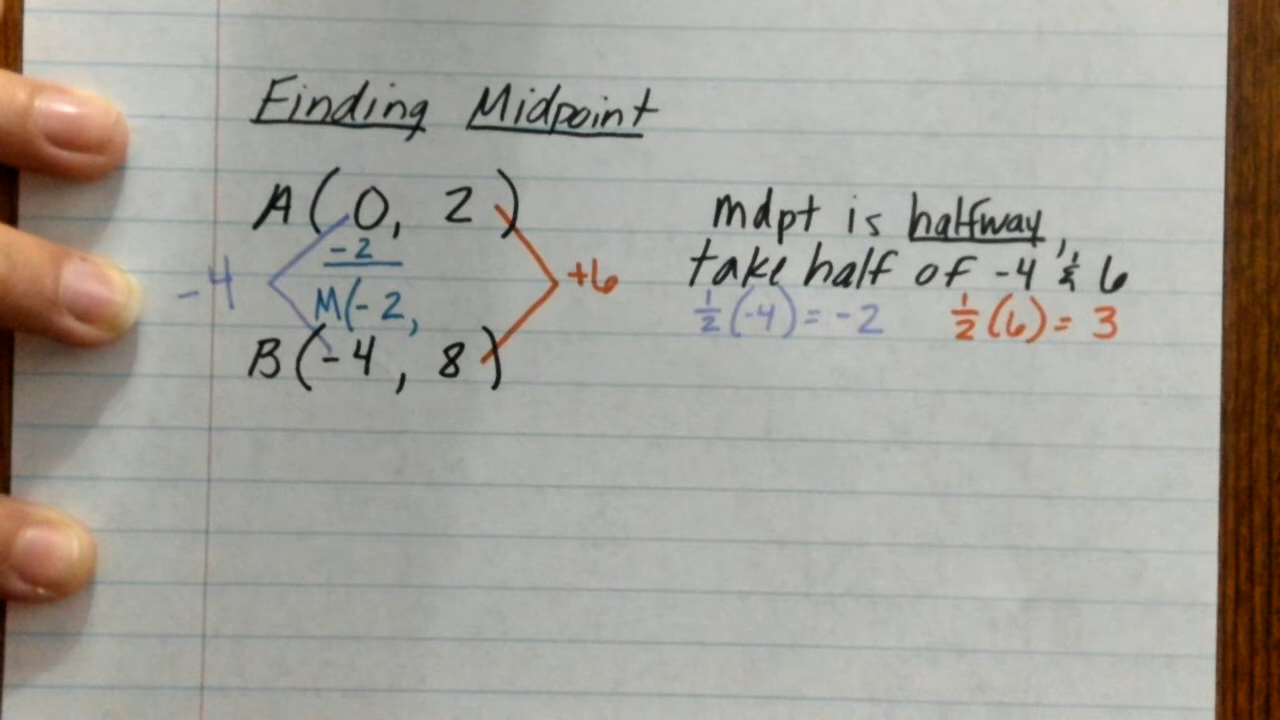 Finding Midpoint
A(0, 2)
-2
-4
+6
M(-2,
B(-4, 8)
mdpt is halfway,
take half of -4 & 6
1/2(-4) = -2 1/2(6) = 3